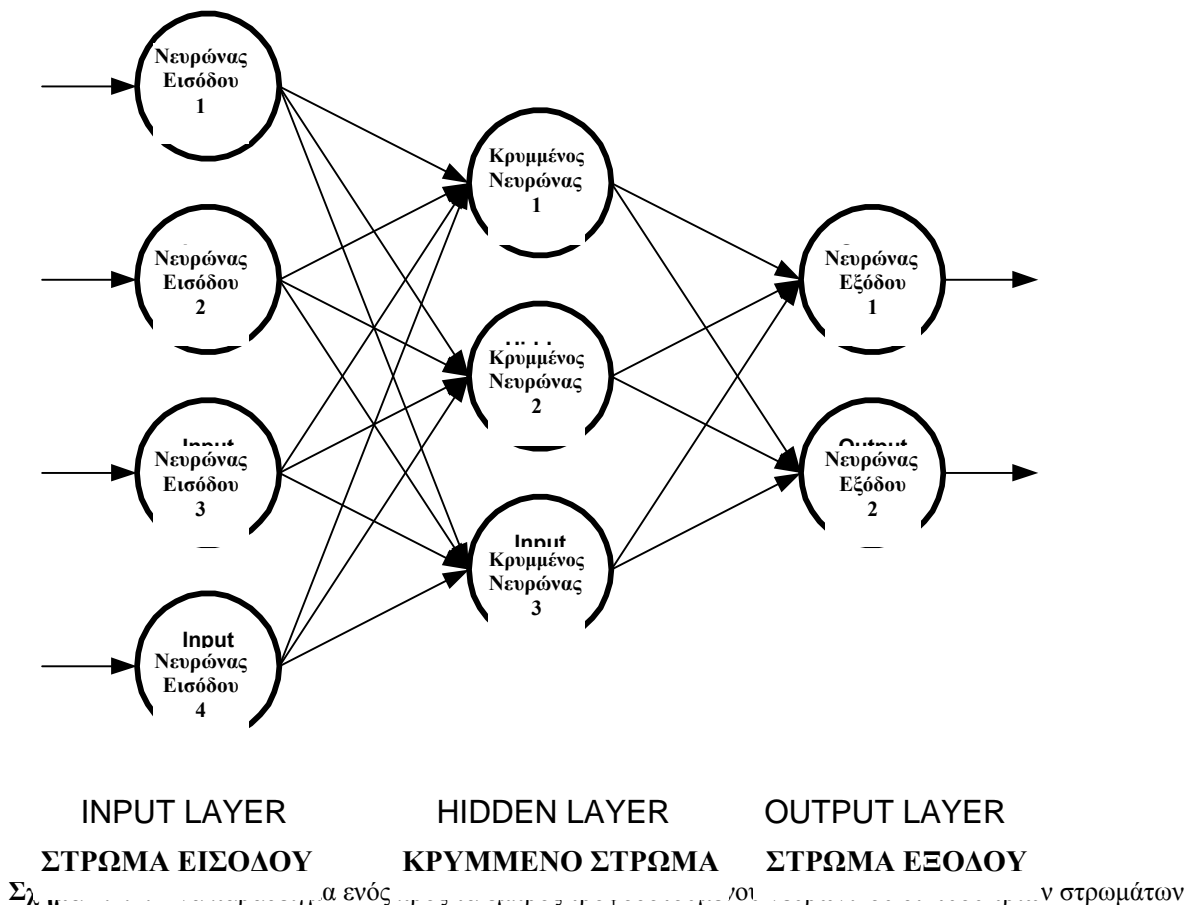 Νευρώνας
Εισόδου
1
Νευρώνας
Εισόδου
2
Input
Νευρώνας
Εισόδου
3
Input
Νευρώνας
Εισόδου
4
Κρυμμένος
Νευρώνας
1
Κρυμμένος
Νευρώνας
2
Input
Κρυμμένος
Νευρώνας
3
Νευρώνας
Εξόδου
1
Output
Νευρώνας
Εξόδου
2
INPUT LAYER HIDDEN LAYER OUTPUT LAYER
ΣΤΡΩΜΑ ΕΙΣΟΔΟΥ ΚΡΥΜΜΕΝΟ ΣΤΡΩΜΑ ΣΤΡΩΜΑ ΕΞΟΔΟΥ
ενός στρωμάτων